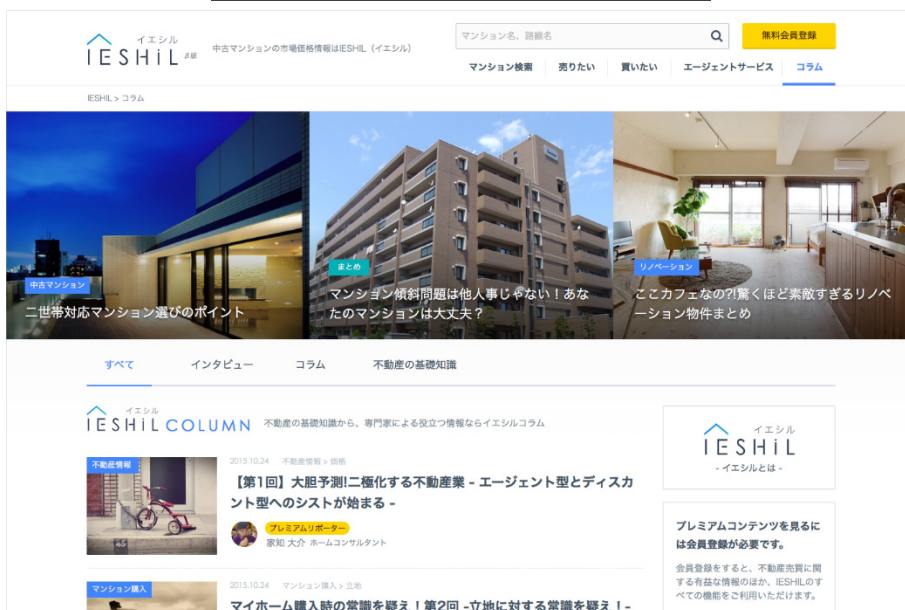 イエシル
IESHiL β版
中古マンションの市場価格情報はIESHIL（イエシル）
マンション名、路線名
無料会員登録
マンション検索 売りたい 買いたい エージェントサービス コラム
IESHIL > コラム
中古マンション
二世帯対応マンション選びのポイント
まとめ
マンション傾斜問題は他人事じゃない！あな
たのマンションは大丈夫？
リノベーション
ここカフェなの?!驚くほど素敵すぎるリノベ
ーション物件まとめ
すべて インタビュー コラム 不動産の基礎知識
イエシル
IESHiL COLUMN 不動産の基礎知識から、専門家による役立つ情報ならイエシルコラム
不動産情報
2015.10.24 不動産情報 > 価格
【第1回】大胆予測!二極化する不動産業 - エージェント型とディスカ
ント型へのシストが始まる -
プレミアムリポーター
家知 大介 ホームコンサルタント
45
マンション購入
2015.10.24 マンション購入 > 立地
マイホーム購入時の常識を疑え！第2回 -立地に対する常識を疑え！-
イエシル
IESHiL
- イエシルとは -
プレミアムコンテンツを見るに
は会員登録が必要です。
会員登録をすると、不動産売買に関
する有益な情報のほか、IESHILのす
べての機能をご利用いただけます。